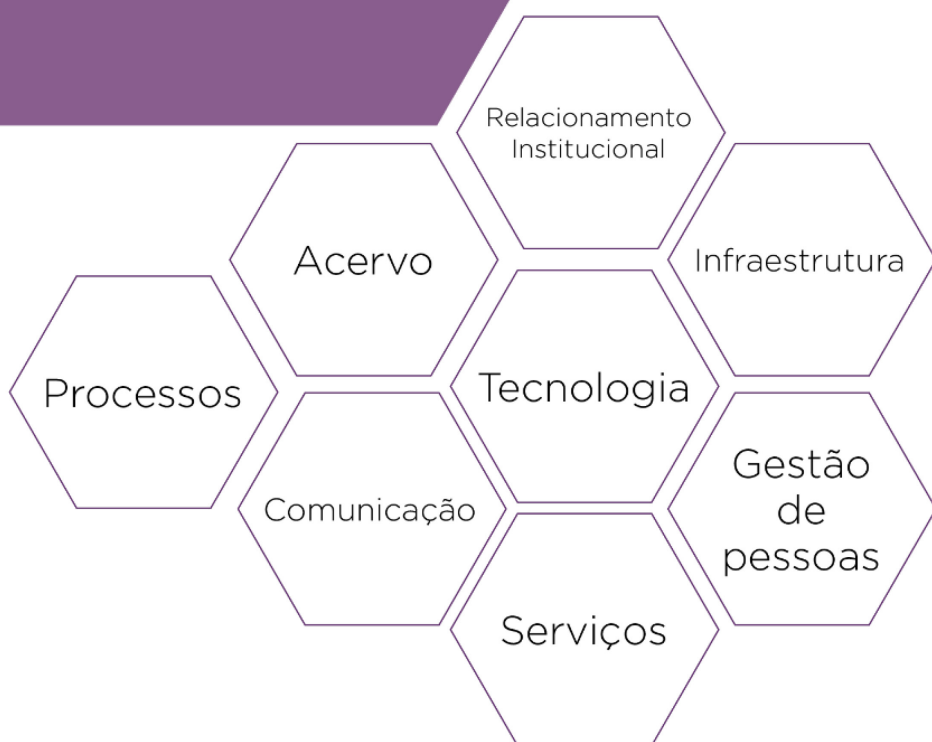 Relacionamento
Institucional
Acervo
Infraestrutura
Processos
Tecnologia
Comunicação
Gestão
de
pessoas
Serviços